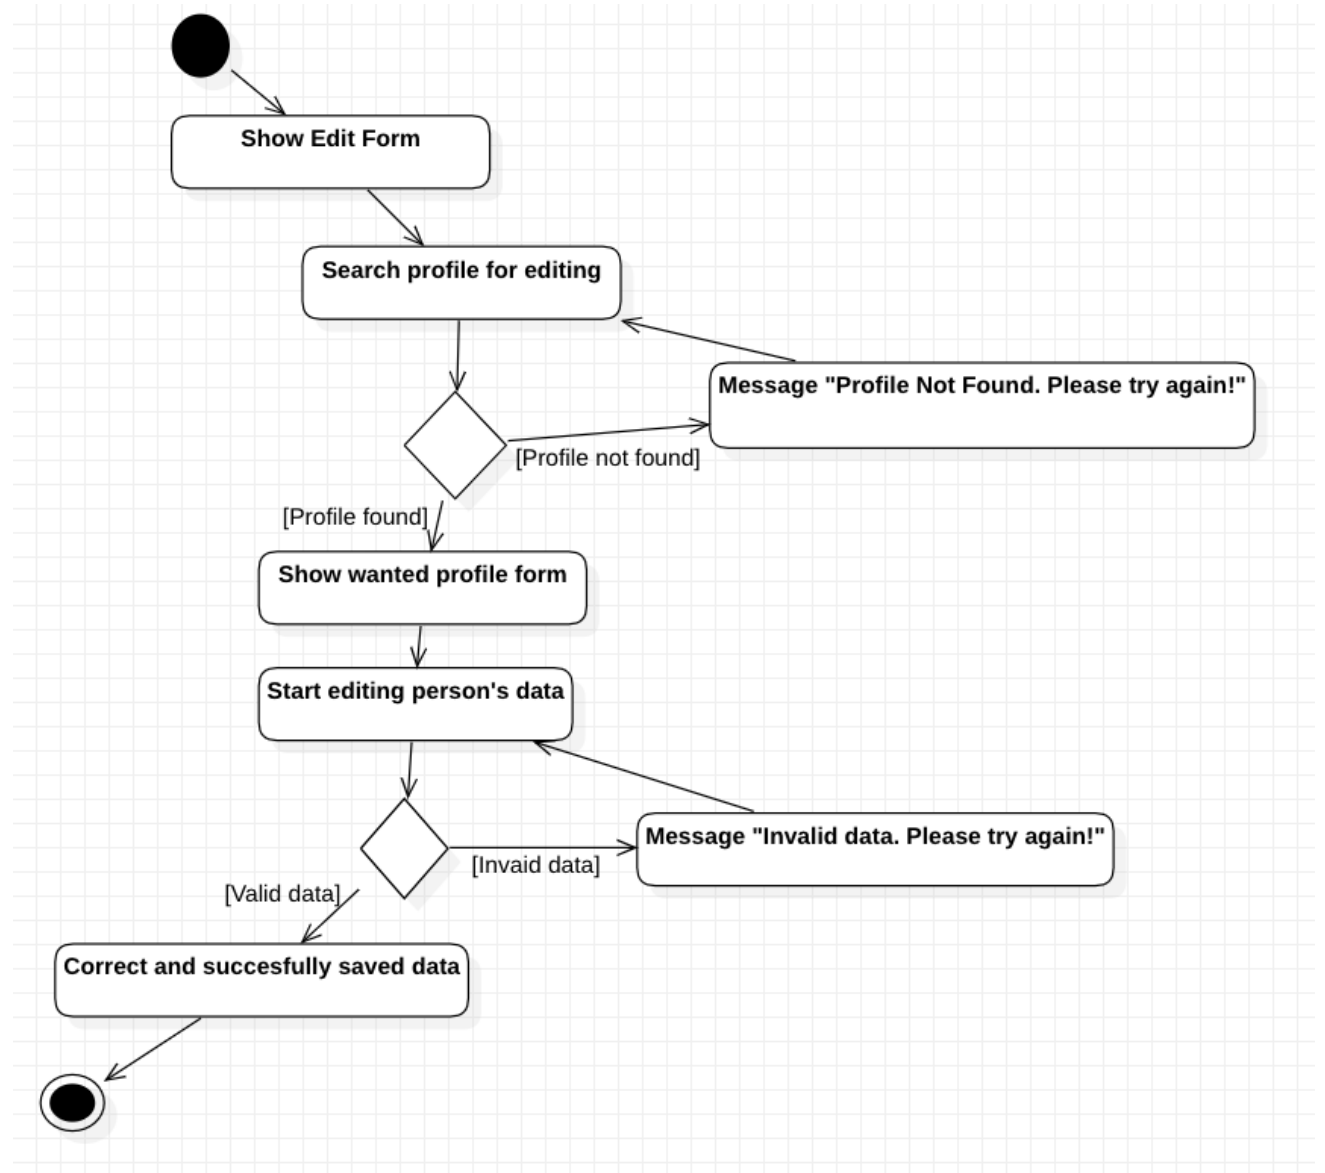 Show Edit Form
Search profile for editing
Message "Profile Not Found. Please try again!"
[Profile not found]
[Profile found]
Show wanted profile form
Start editing person's data
Message "Invalid data. Please try again!"
[Invaid data]
[Valid data]
Correct and succesfully saved data